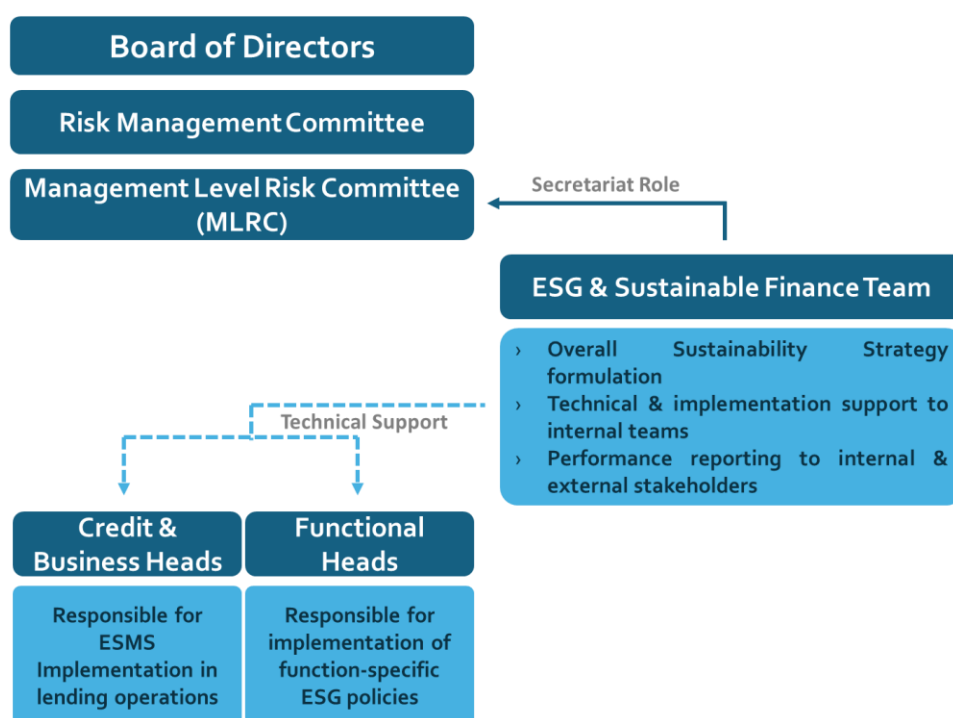 Board of Directors
Risk Management Committee
Management Level Risk Committee
(MLRC)
Secretariat Role
ESG & Sustainable Finance Team
› Overall Sustainability Strategy
formulation
› Technical & implementation support to
internal teams
› Performance reporting to internal &
external stakeholders
Technical Support
Credit &
Business Heads
Responsible for
ESMS
Implementation in
lending operations
Functional
Heads
Responsible for
implementation of
function-specific
ESG policies